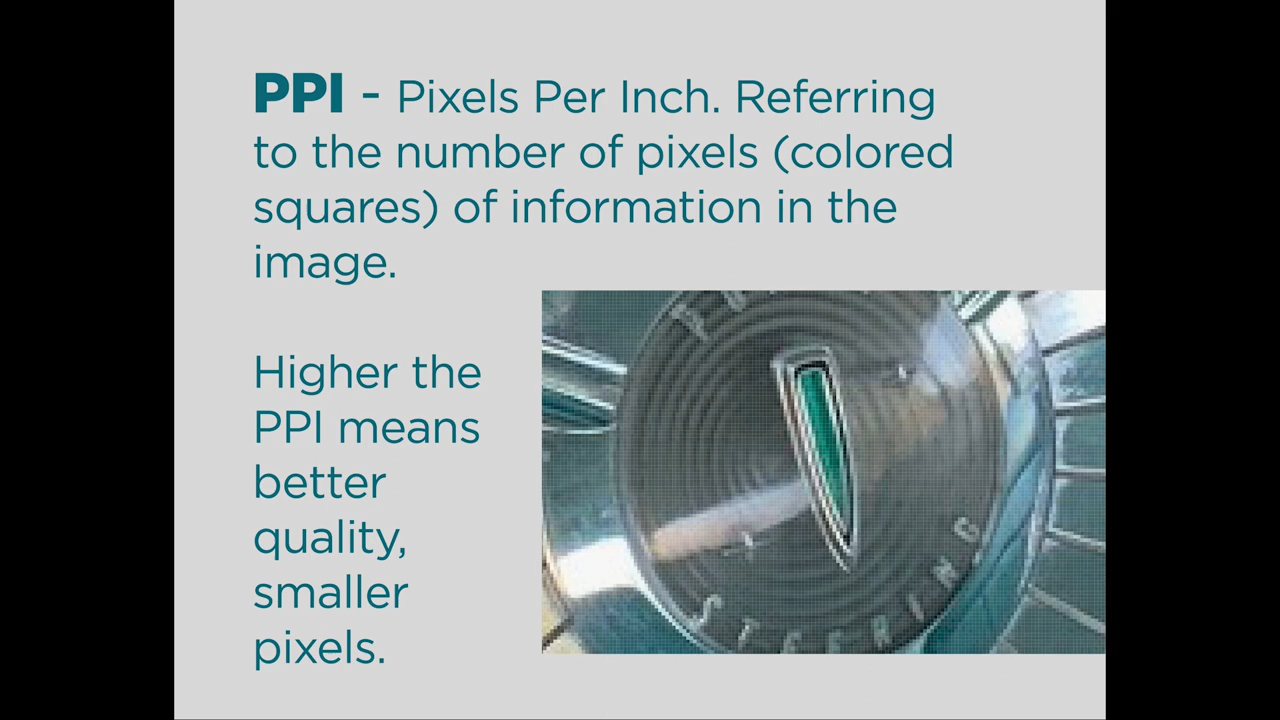 PPI - Pixels Per Inch. Referring
to the number of pixels (colored
squares) of information in the
image.
Higher the
PPI means
better
quality,
smaller
pixels.
STEERING